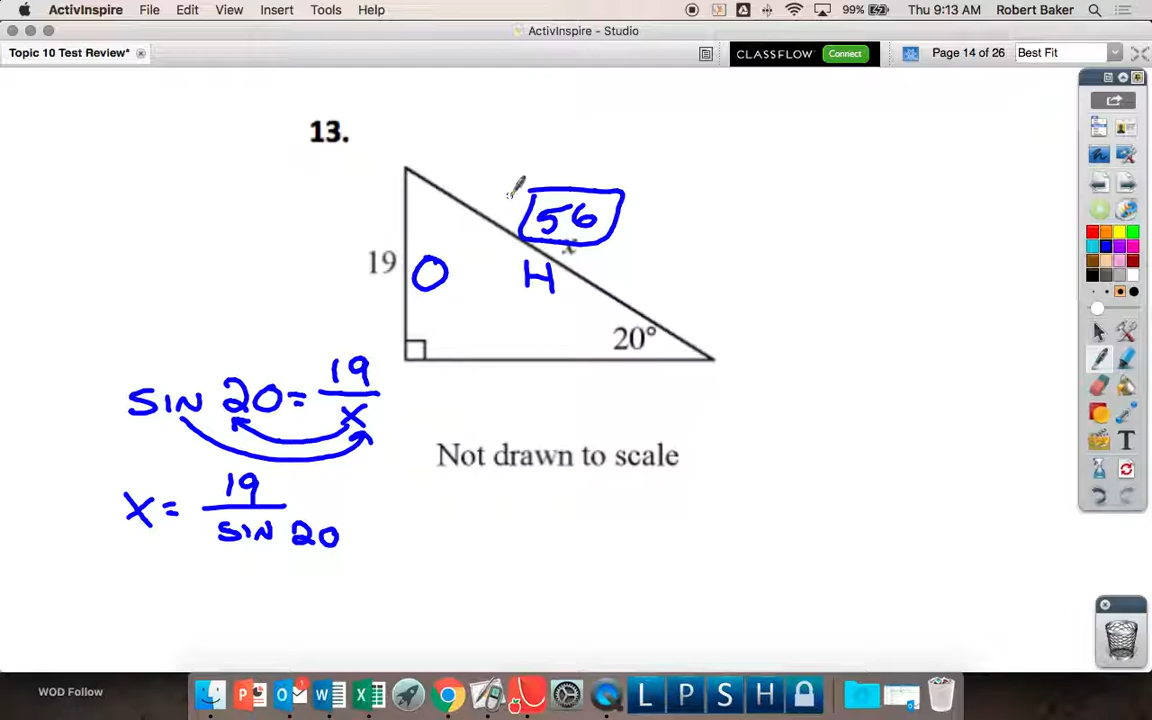 ActivInspire File Edit View Insert Tools Help 99% Thu 9:13 AM Robert Baker
ActivInspire - Studio
Topic 10 Test Review* CLASSFLOW Connect Page 14 of 26 Best Fit
13.
56
x
19 O H
20°
sin 20 = 19/x
Not drawn to scale
x = 19/sin 20
WOD Follow
L P S H